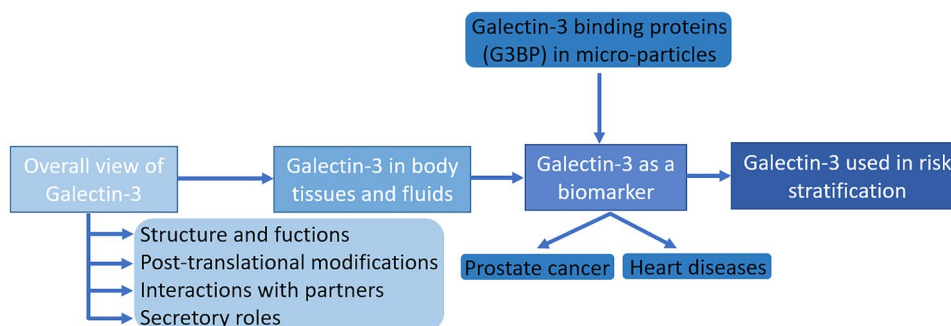 Galectin-3 binding proteins
(G3BP) in micro-particles
Overall view of
Galectin-3
Galectin-3 in body
tissues and fluids
Galectin-3 as a
biomarker
Galectin-3 used in risk
stratification
Structure and fuctions
Post-translational modifications
Interactions with partners
Secretory roles
Prostate cancer
Heart diseases